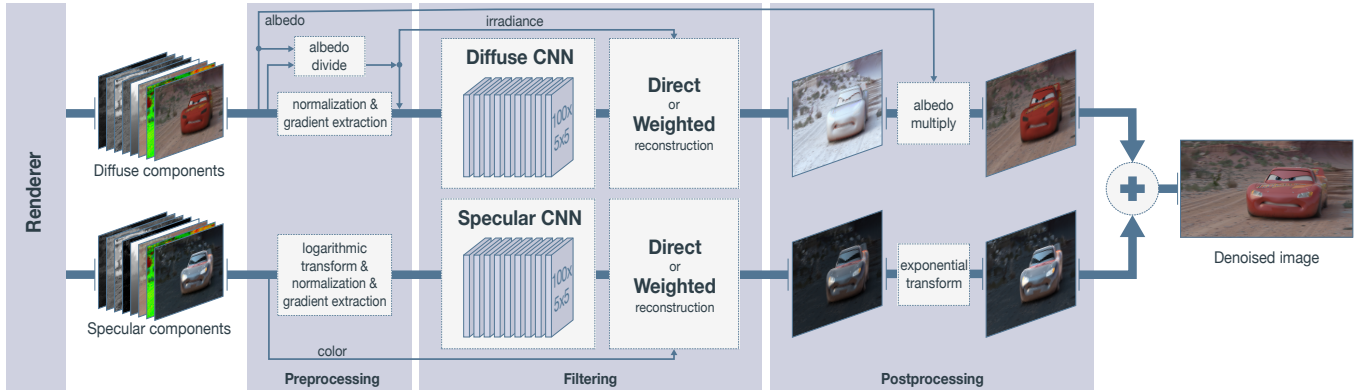 Renderer
Diffuse components
Specular components
albedo
albedo
divide
normalization &
gradient extraction
logarithmic
transform &
normalization &
gradient extraction
color
Preprocessing
irradiance
Diffuse CNN
100x
5x5
Direct
or
Weighted
reconstruction
Specular CNN
100x
5x5
Direct
or
Weighted
reconstruction
Filtering
albedo
multiply
exponential
transform
Postprocessing
Denoised image